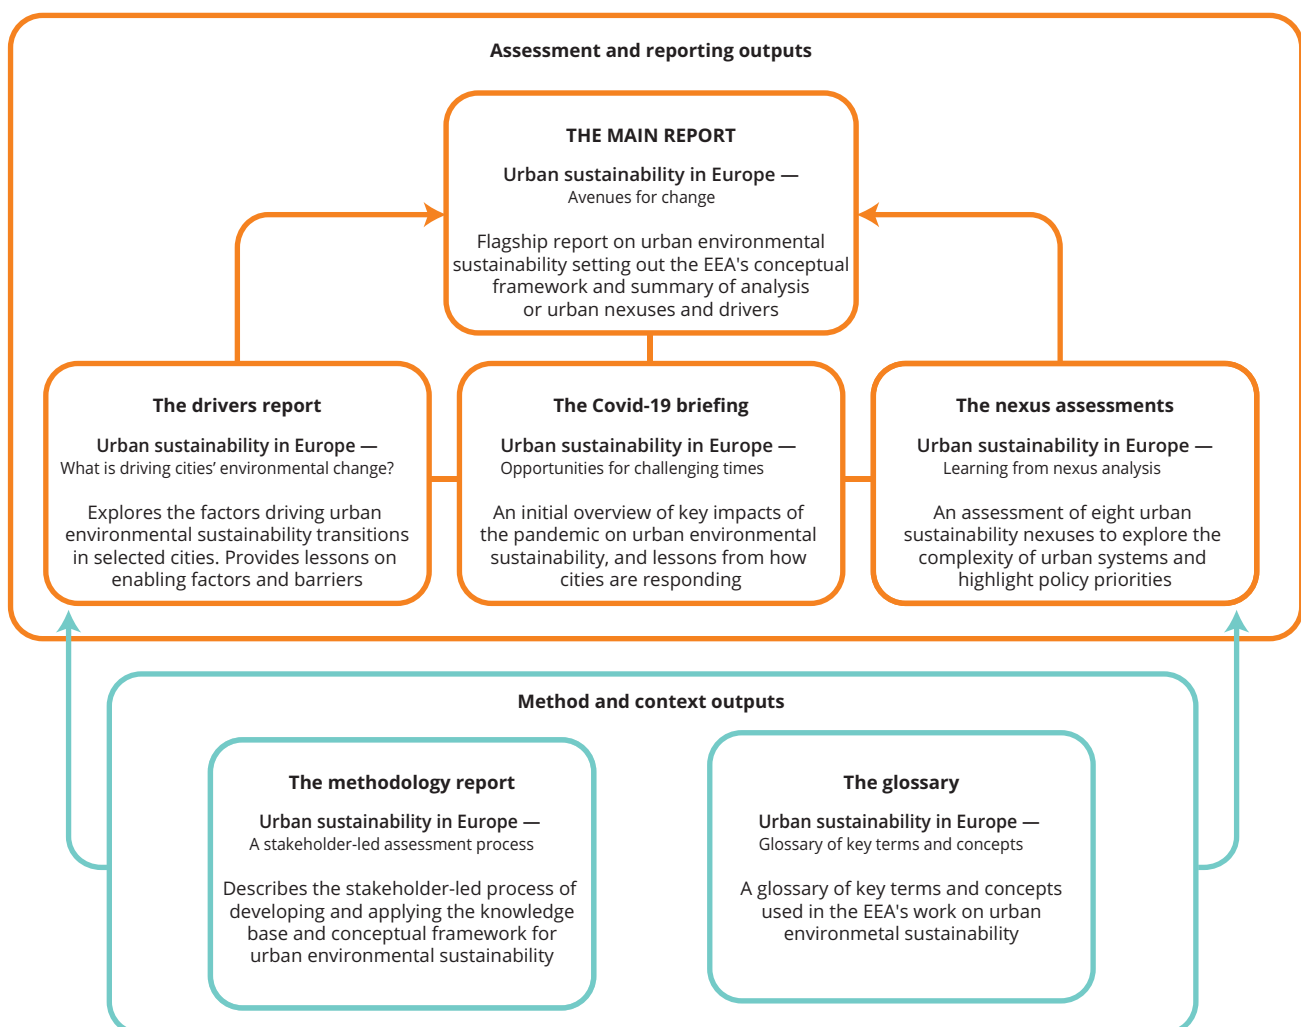 Assessment and reporting outputs
THE MAIN REPORT
Urban sustainability in Europe —
Avenues for change
Flagship report on urban environmental
sustainability setting out the EEA's conceptual
framework and summary of analysis
or urban nexuses and drivers
The drivers report
Urban sustainability in Europe —
What is driving cities’ environmental change?
Explores the factors driving urban
environmental sustainability transitions
in selected cities. Provides lessons on
enabling factors and barriers
The Covid-19 briefing
Urban sustainability in Europe —
Opportunities for challenging times
An initial overview of key impacts of
the pandemic on urban environmental
sustainability, and lessons from how
cities are responding
The nexus assessments
Urban sustainability in Europe —
Learning from nexus analysis
An assessment of eight urban
sustainability nexuses to explore the
complexity of urban systems and
highlight policy priorities
Method and context outputs
The methodology report
Urban sustainability in Europe —
A stakeholder-led assessment process
Describes the stakeholder-led process of
developing and applying the knowledge
base and conceptual framework for
urban environmental sustainability
The glossary
Urban sustainability in Europe —
Glossary of key terms and concepts
A glossary of key terms and concepts
used in the EEA's work on urban
environmetal sustainability